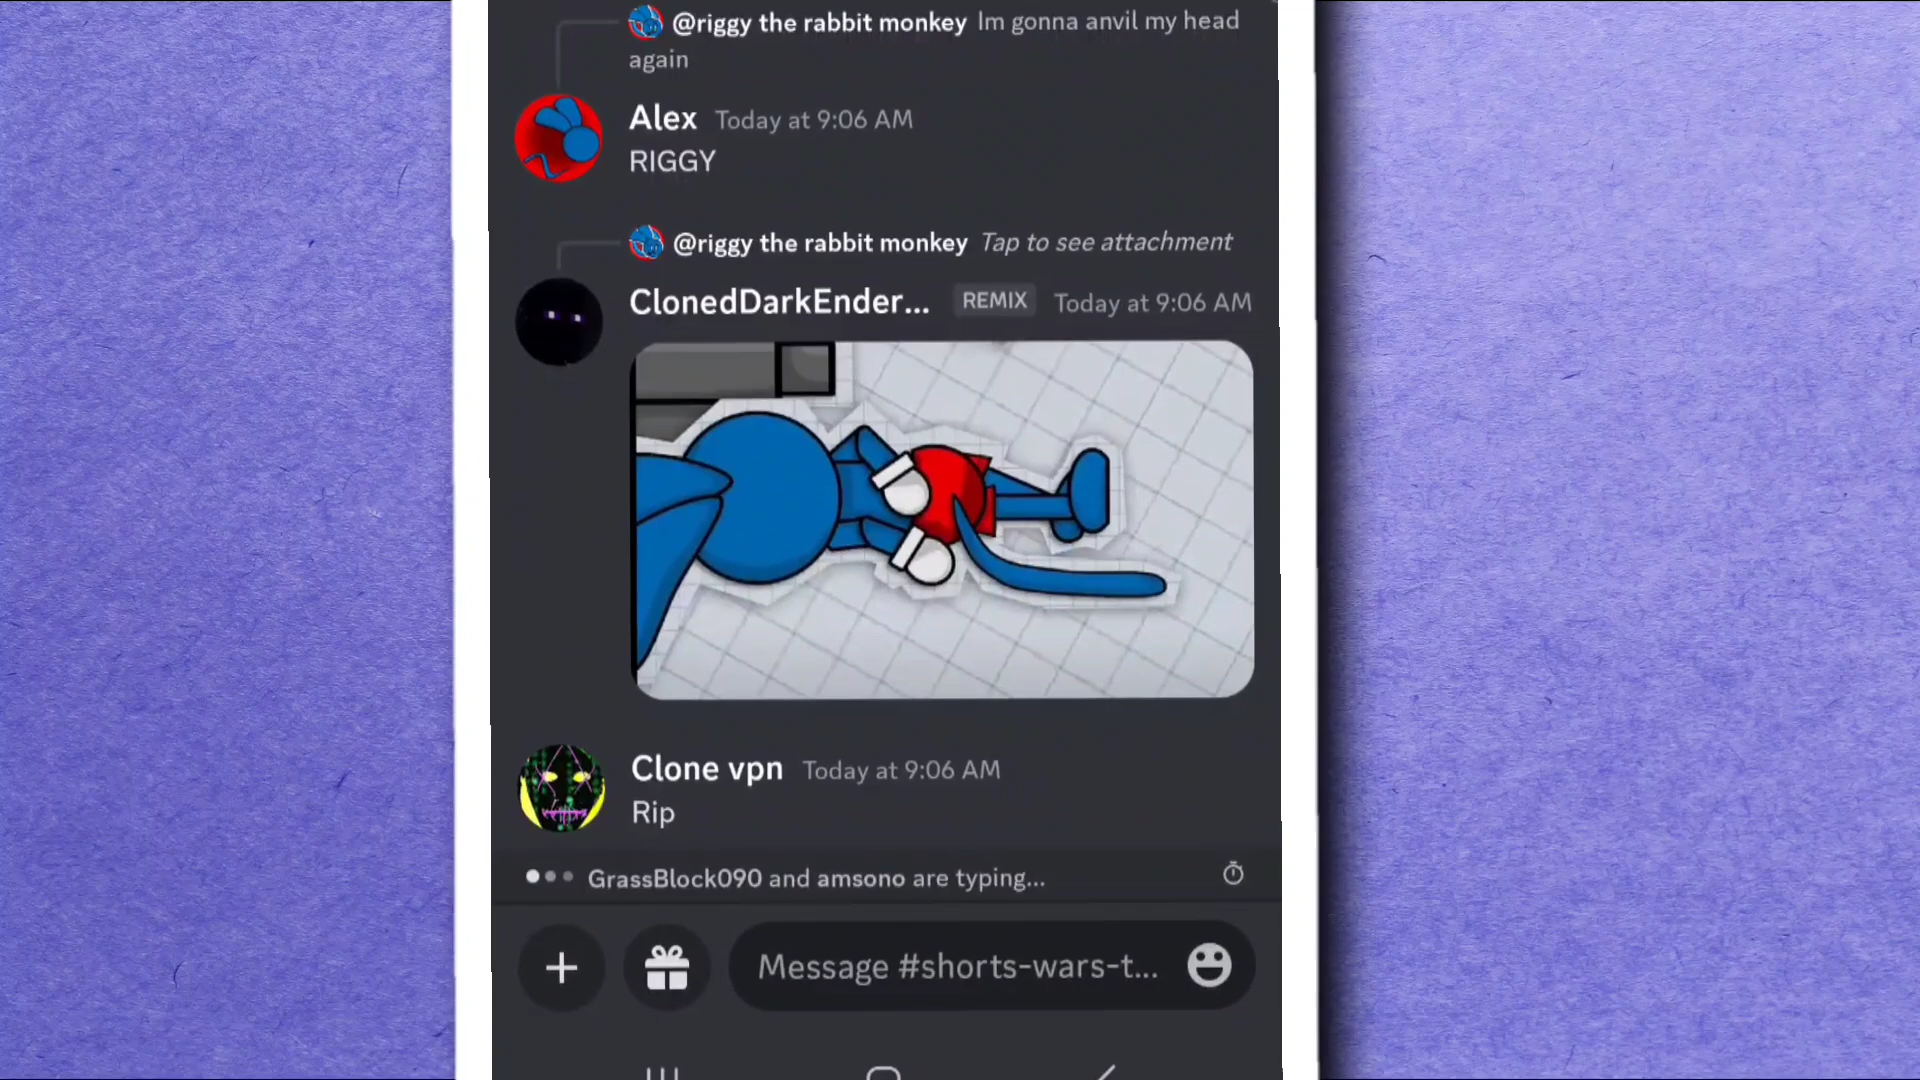 @riggy the rabbit monkey Im gonna anvil my head
again
Alex Today at 9:06 AM
RIGGY
@riggy the rabbit monkey Tap to see attachment
ClonedDarkEnder... REMIX Today at 9:06 AM
Clone vpn Today at 9:06 AM
Rip
GrassBlock090 and amsono are typing...
Message #shorts-wars-t...